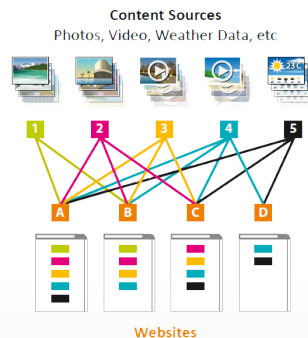 Content Sources
Photos, Video, Weather Data, etc
23°C
1 2 3 4 5
A B C D
Websites